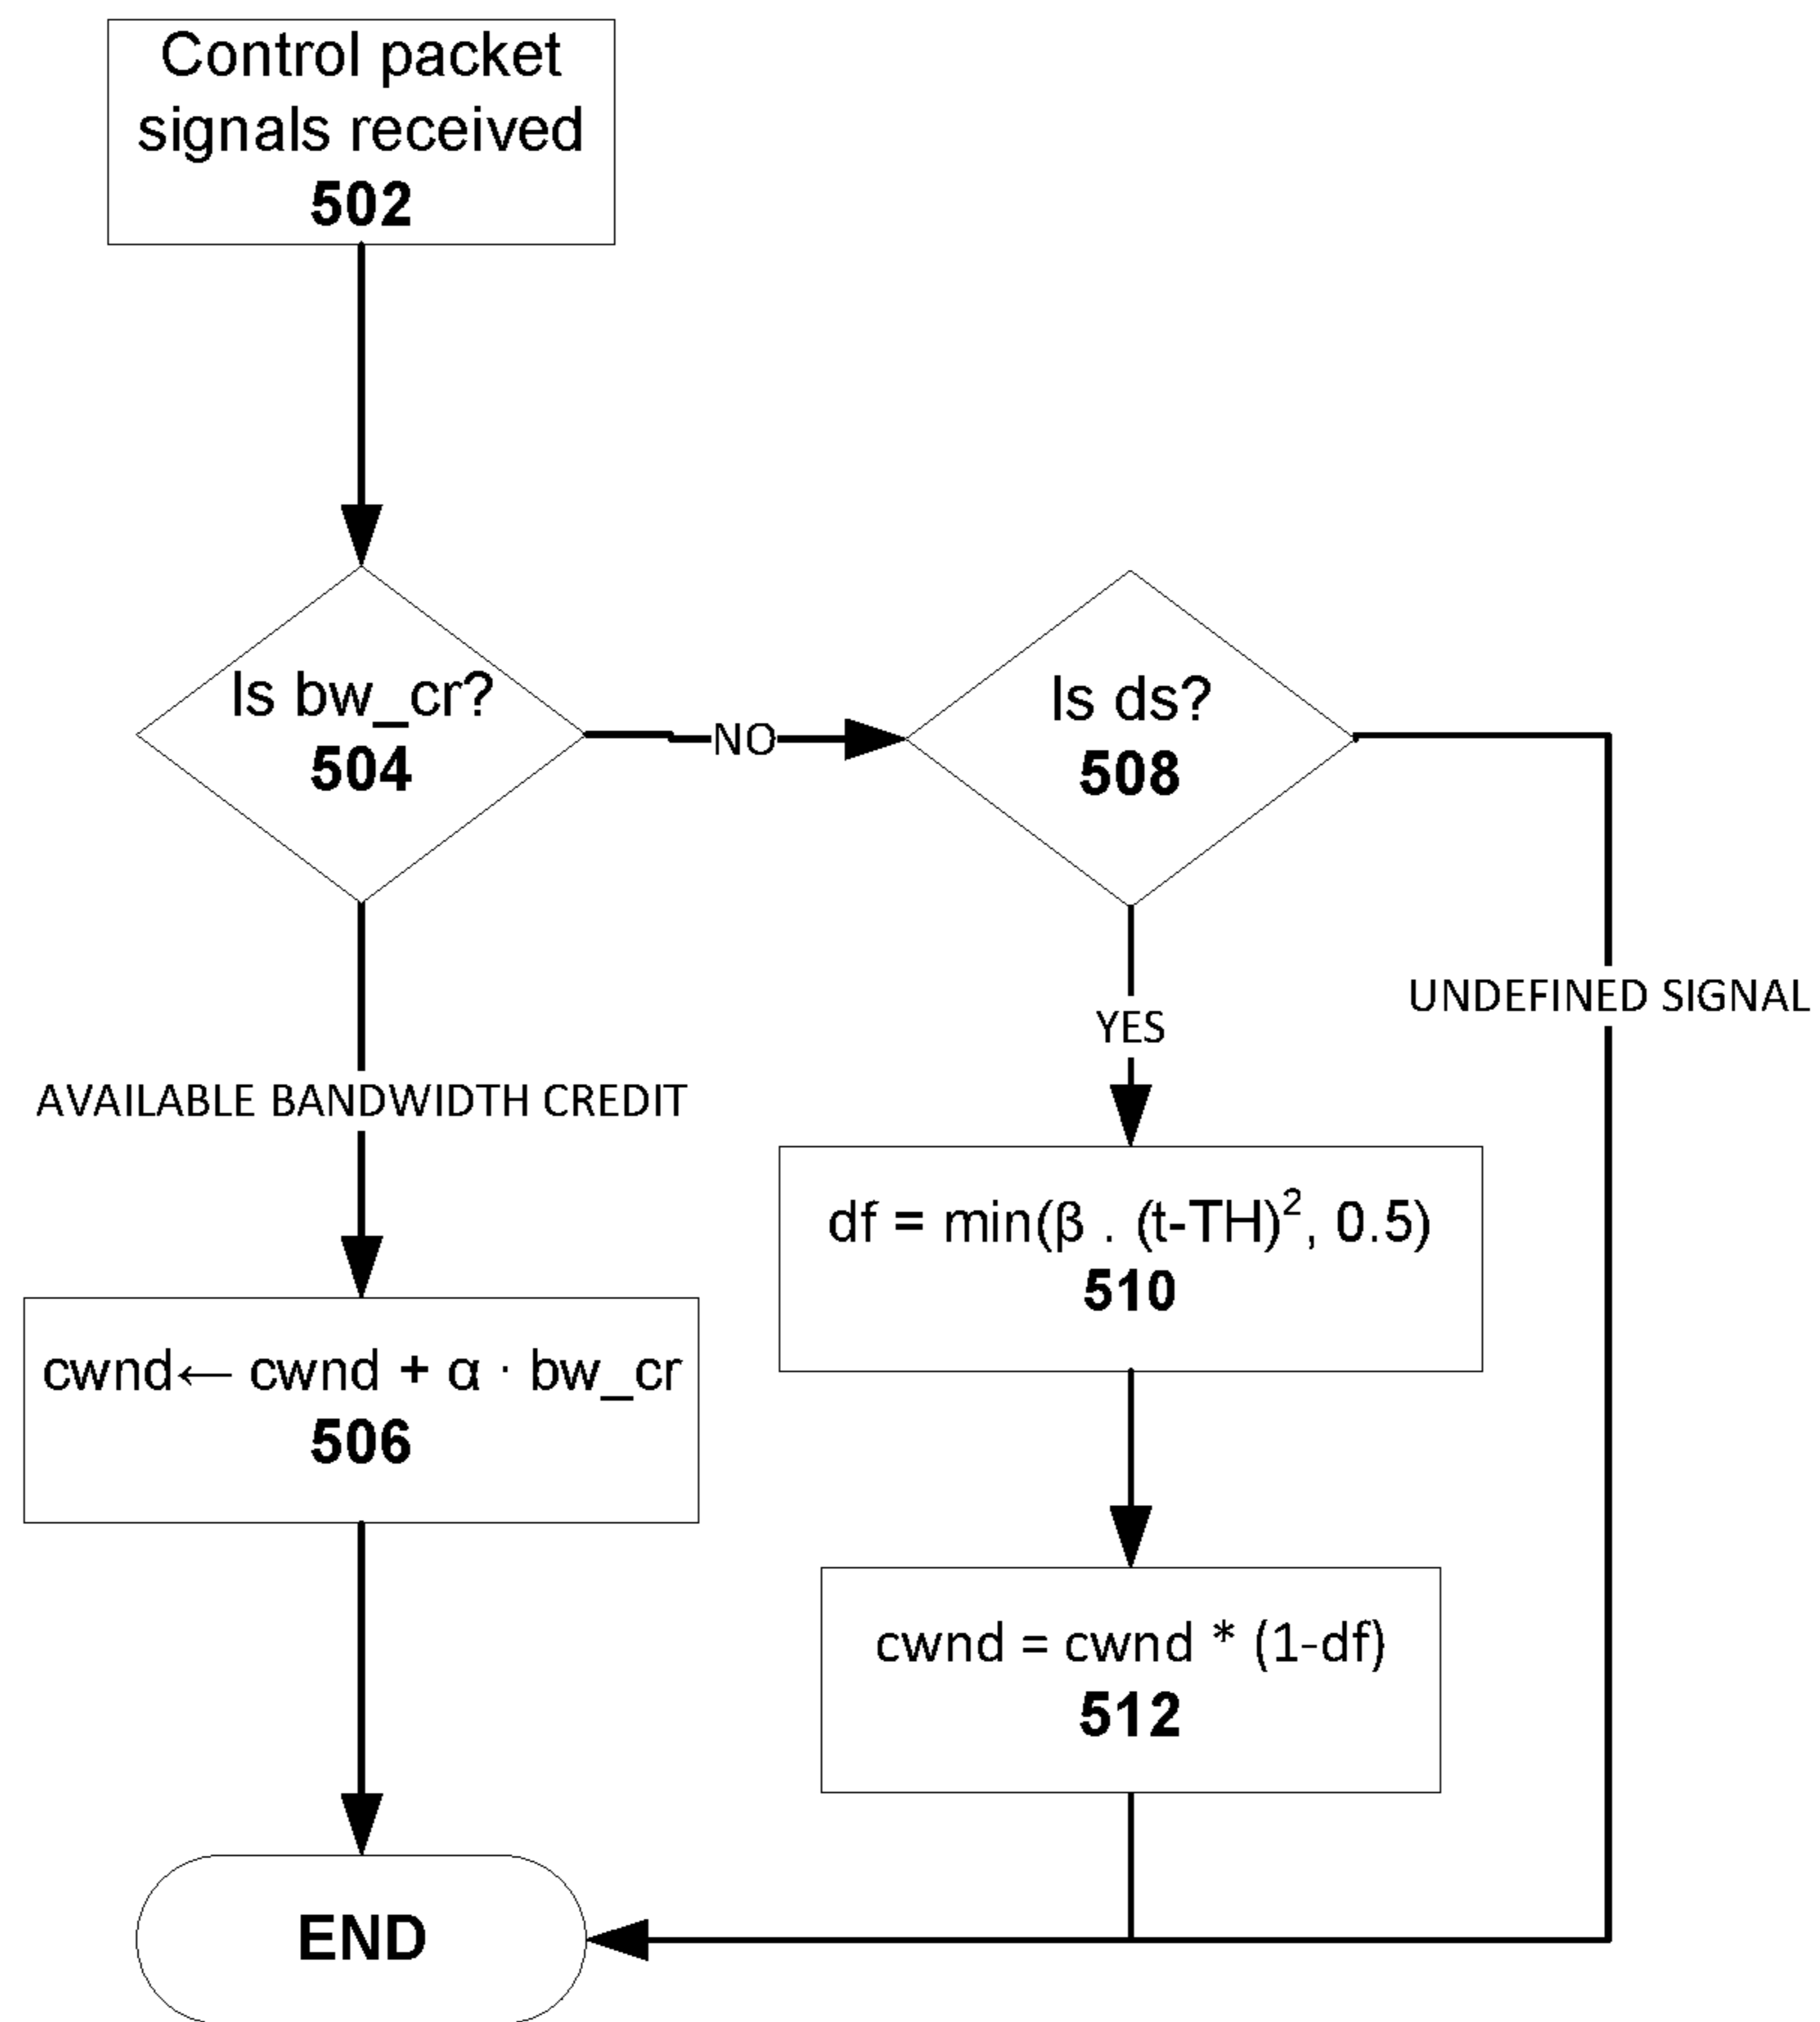 Control packet
signals received
502
Is bw_cr?
504
NO
Is ds?
508
UNDEFINED SIGNAL
YES
AVAILABLE BANDWIDTH CREDIT
df = min(β . (t-TH)², 0.5)
510
cwnd← cwnd + α · bw_cr
506
cwnd = cwnd * (1-df)
512
END